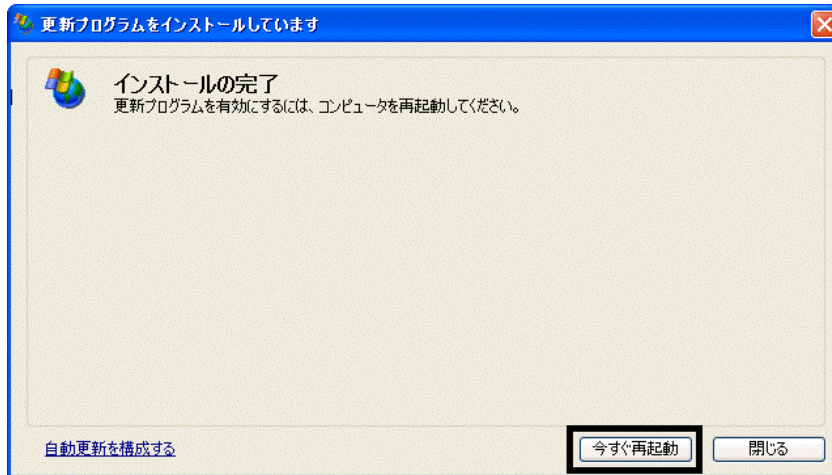 更新プログラムをインストールしています
インストールの完了
更新プログラムを有効にするには、コンピュータを再起動してください。
自動更新を構成する
今すぐ再起動
閉じる